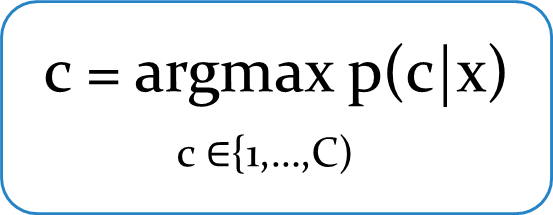 c = argmax p(c|x)
c ∈{1,...,C)